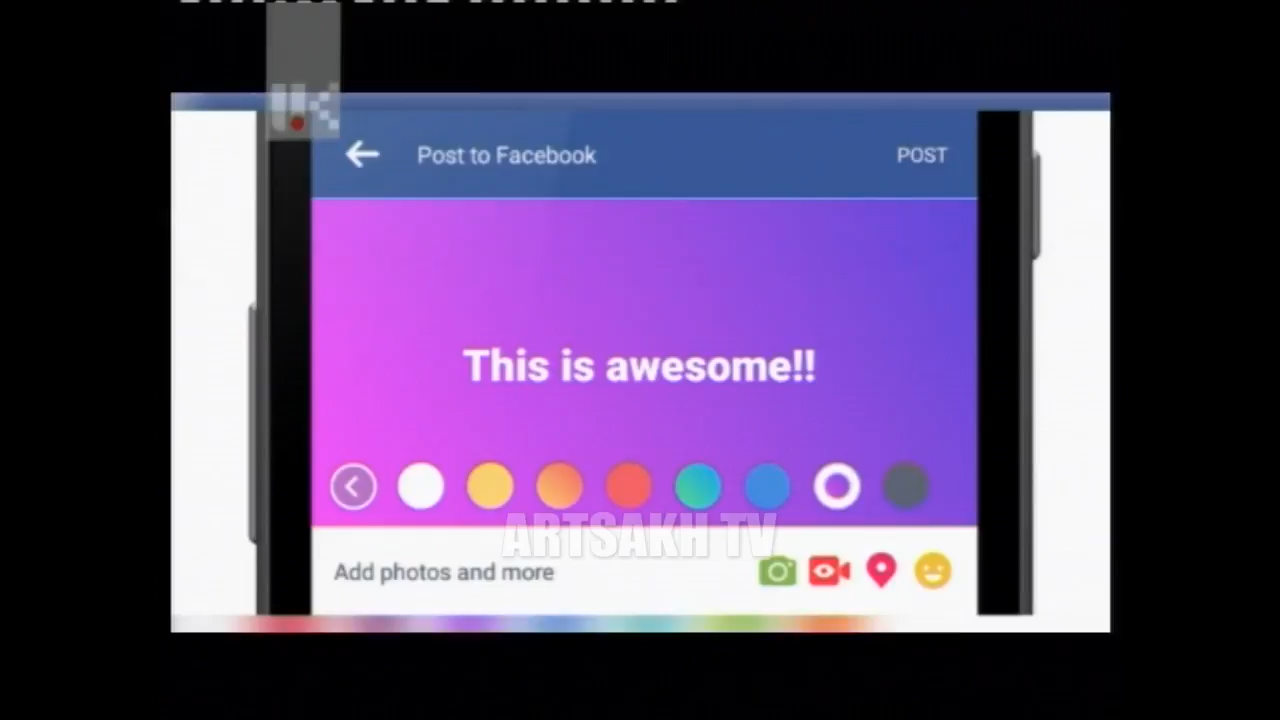 Post to Facebook
POST
This is awesome!!
ARTSAKH TV
Add photos and more